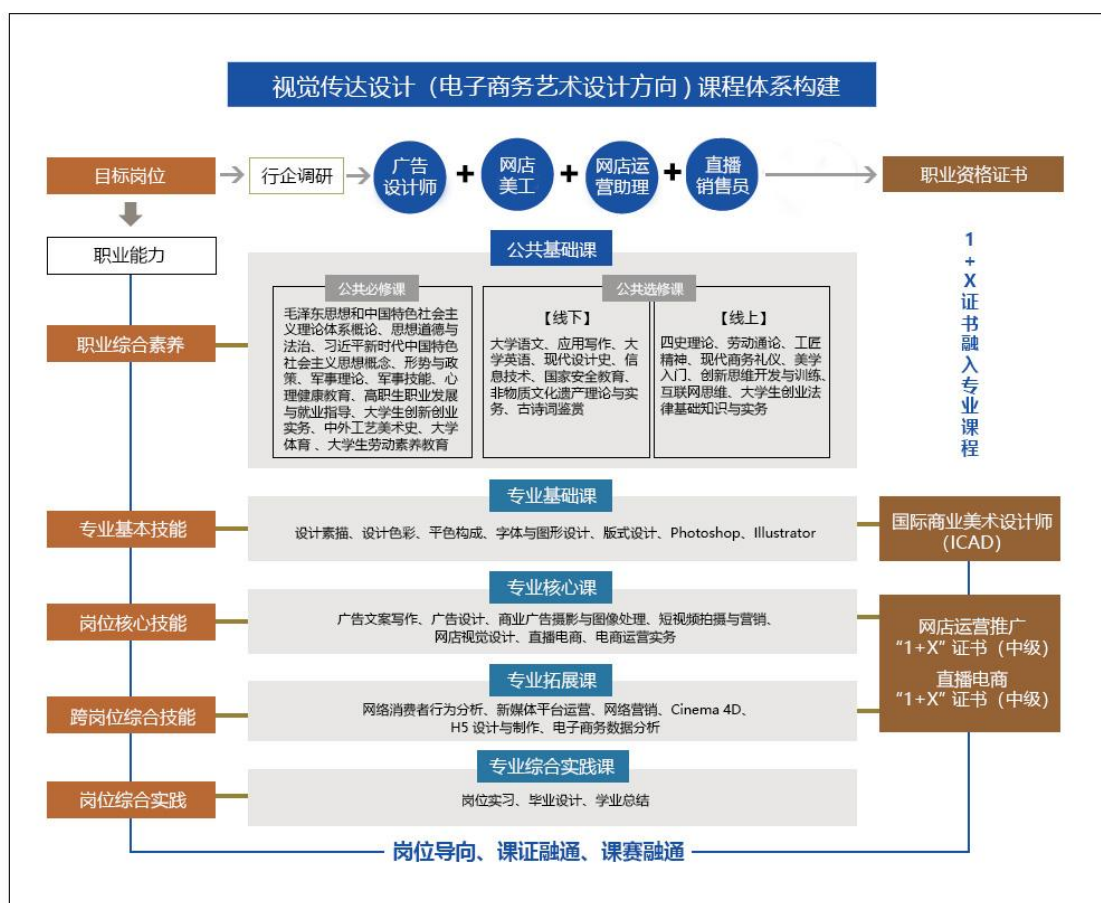 视觉传达设计（电子商务艺术设计方向）课程体系构建
目标岗位
行企调研
广告
设计师
+
网店
美工
+
网店运
营助理
+
直播
销售员
职业资格证书
职业能力
公共基础课
职业综合素养
公共必修课
毛泽东思想和中国特色社会主
义理论体系概论、思想道德与
法治、习近平新时代中国特色
社会主义思想概念、形势与政
策、军事理论、军事技能、心
理健康教育、高职生职业发展
与就业指导、大学生创新创业
实务、中外工艺美术史、大学
体育、大学生劳动素养教育
公共选修课
【线下】
大学语文、应用写作、大
学英语、现代设计史、信
息技术、国家安全教育、
非物质文化遗产理论与实
务、古诗词鉴赏
【线上】
四史理论、劳动通论、工匠
精神、现代商务礼仪、美学
入门、创新思维开发与训练、
互联网思维、大学生创业法
律基础知识与实务
1+X证书融入专业课程
专业基础课
专业基本技能
设计素描、设计色彩、平色构成、字体与图形设计、版式设计、Photoshop、Illustrator
国际商业美术设计师
（ICAD）
专业核心课
岗位核心技能
广告文案写作、广告设计、商业广告摄影与图像处理、短视频拍摄与营销、
网店视觉设计、直播电商、电商运营实务
网店运营推广
“1+X”证书（中级）
直播电商
“1+X”证书（中级）
专业拓展课
跨岗位综合技能
网络消费者行为分析、新媒体平台运营、网络营销、Cinema 4D、
H5 设计与制作、电子商务数据分析
专业综合实践课
岗位综合实践
岗位实习、毕业设计、学业总结
岗位导向、课证融通、课赛融通